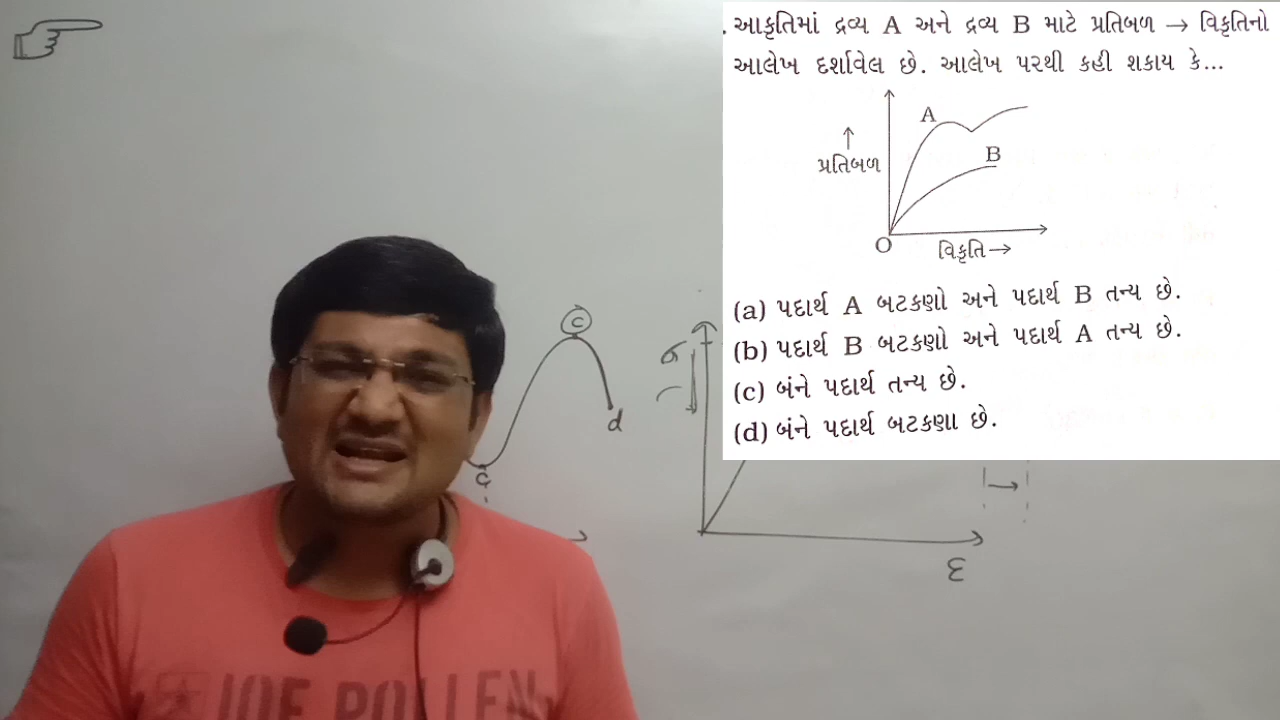 . આકૃતિમાં દ્રવ્ય A અને દ્રવ્ય B માટે પ્રતિબળ → વિકૃતિનો
આલેખ દર્શાવેલ છે. આલેખ પરથી કહી શકાય કે...
A
B
↑
પ્રતિબળ
O
વિકૃતિ→
(a) પદાર્થ A બટકણો અને પદાર્થ B તન્ય છે.
(b) પદાર્થ B બટકણો અને પદાર્થ A તન્ય છે.
(c) બંને પદાર્થ તન્ય છે.
(d) બંને પદાર્થ બટકણા છે.
c
d
c
σ
ε
JOE POLLEN